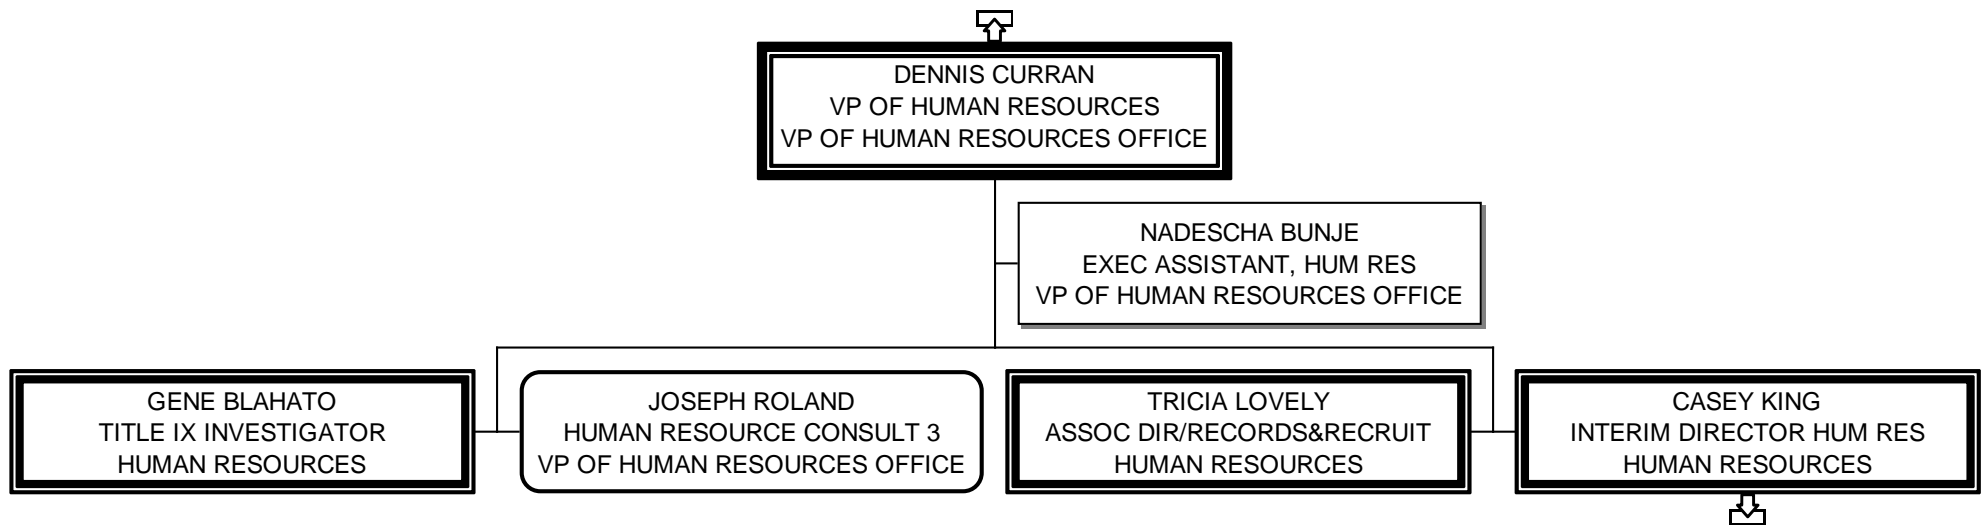 DENNIS CURRAN
VP OF HUMAN RESOURCES
VP OF HUMAN RESOURCES OFFICE
NADESCHA BUNJE
EXEC ASSISTANT, HUM RES
VP OF HUMAN RESOURCES OFFICE
GENE BLAHATO
TITLE IX INVESTIGATOR
HUMAN RESOURCES
JOSEPH ROLAND
HUMAN RESOURCE CONSULT 3
VP OF HUMAN RESOURCES OFFICE
TRICIA LOVELY
ASSOC DIR/RECORDS&RECRUIT
HUMAN RESOURCES
CASEY KING
INTERIM DIRECTOR HUM RES
HUMAN RESOURCES